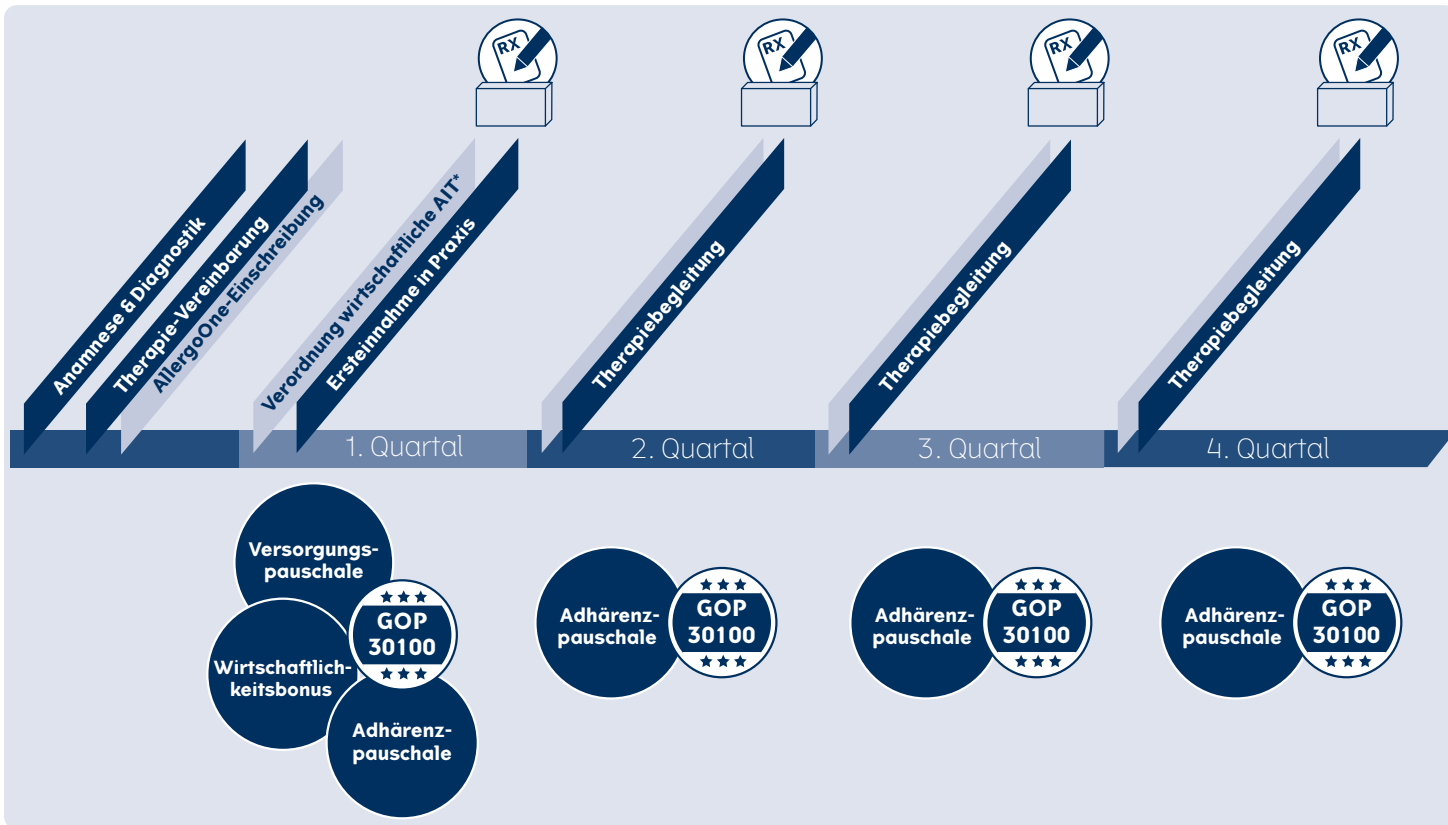 RX
RX
RX
RX
Anamnese & Diagnostik
Therapie-Vereinbarung
AllergoOne-Einschreibung
Verordnung wirtschaftliche AIT*
Ersteinnahme in Praxis
Therapiebegleitung
Therapiebegleitung
Therapiebegleitung
1. Quartal
2. Quartal
3. Quartal
4. Quartal
Versorgungs-
pauschale
GOP
30100
Wirtschaftlich-
keitsbonus
Adhärenz-
pauschale
Adhärenz-
pauschale
GOP
30100
Adhärenz-
pauschale
GOP
30100
Adhärenz-
pauschale
GOP
30100